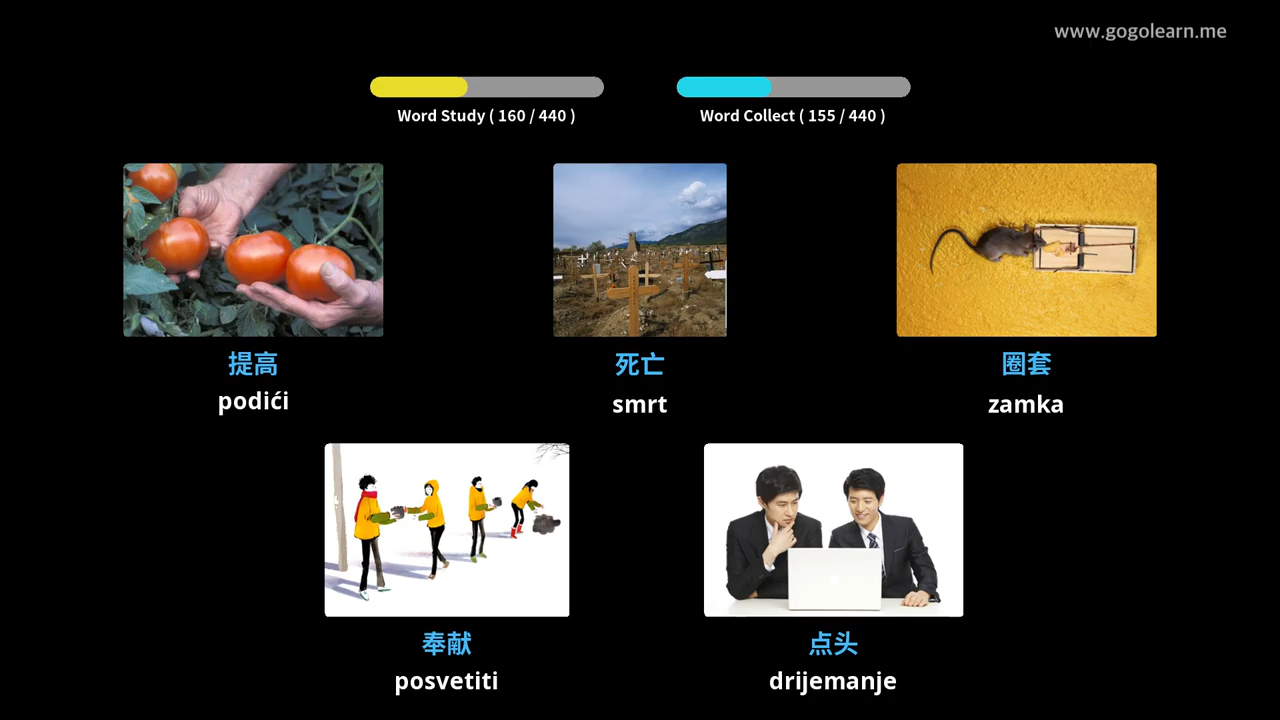 www.gogolearn.me
Word Study ( 160 / 440 )
Word Collect ( 155 / 440 )
提高
podići
死亡
smrt
圈套
zamka
奉献
posvetiti
点头
drijemanje